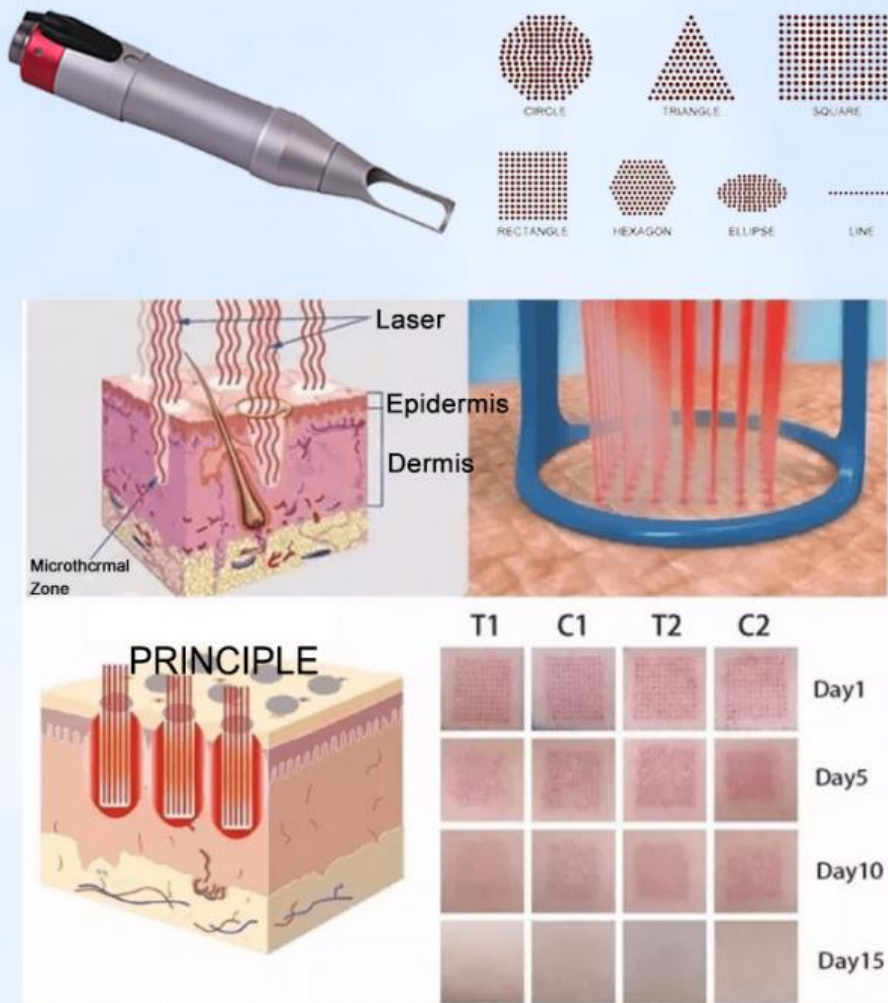 CIRCLE
TRIANGLE
SQUARE
RECTANGLE
HEXAGON
ELLIPSE
LINE
Laser
Epidermis
Dermis
Microthcrmal
Zone
PRINCIPLE
T1 C1 T2 C2
Day1
Day5
Day10
Day15